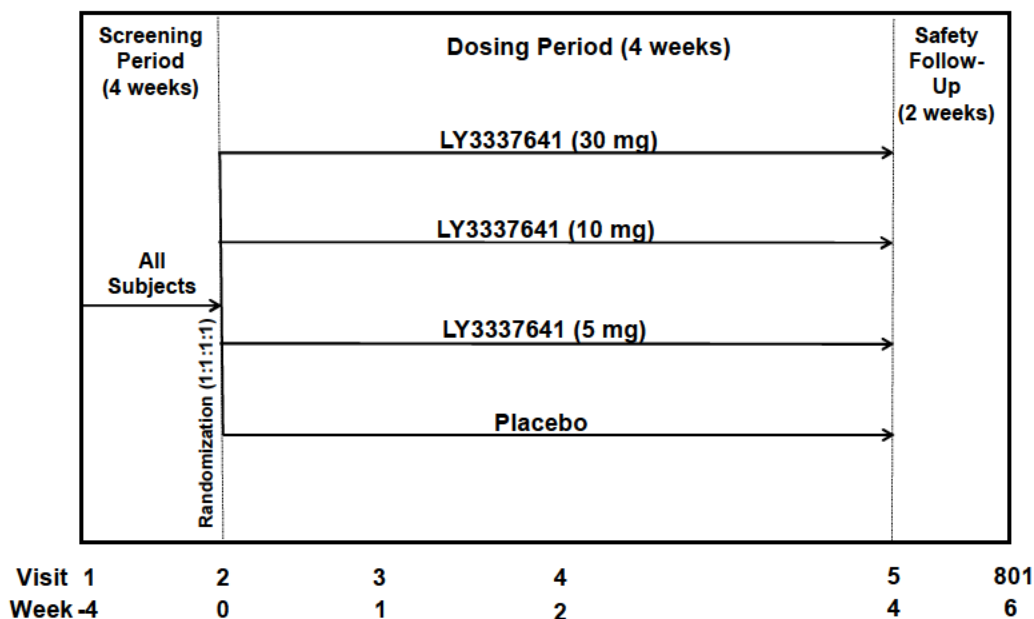 Screening
Period
(4 weeks)
Dosing Period (4 weeks)
Safety
Follow-
Up
(2 weeks)
LY3337641 (30 mg)
LY3337641 (10 mg)
All
Subjects
LY3337641 (5 mg)
Randomization (1:1:1:1)
Placebo
Visit 1 2 3 4 5 801
Week -4 0 1 2 4 6